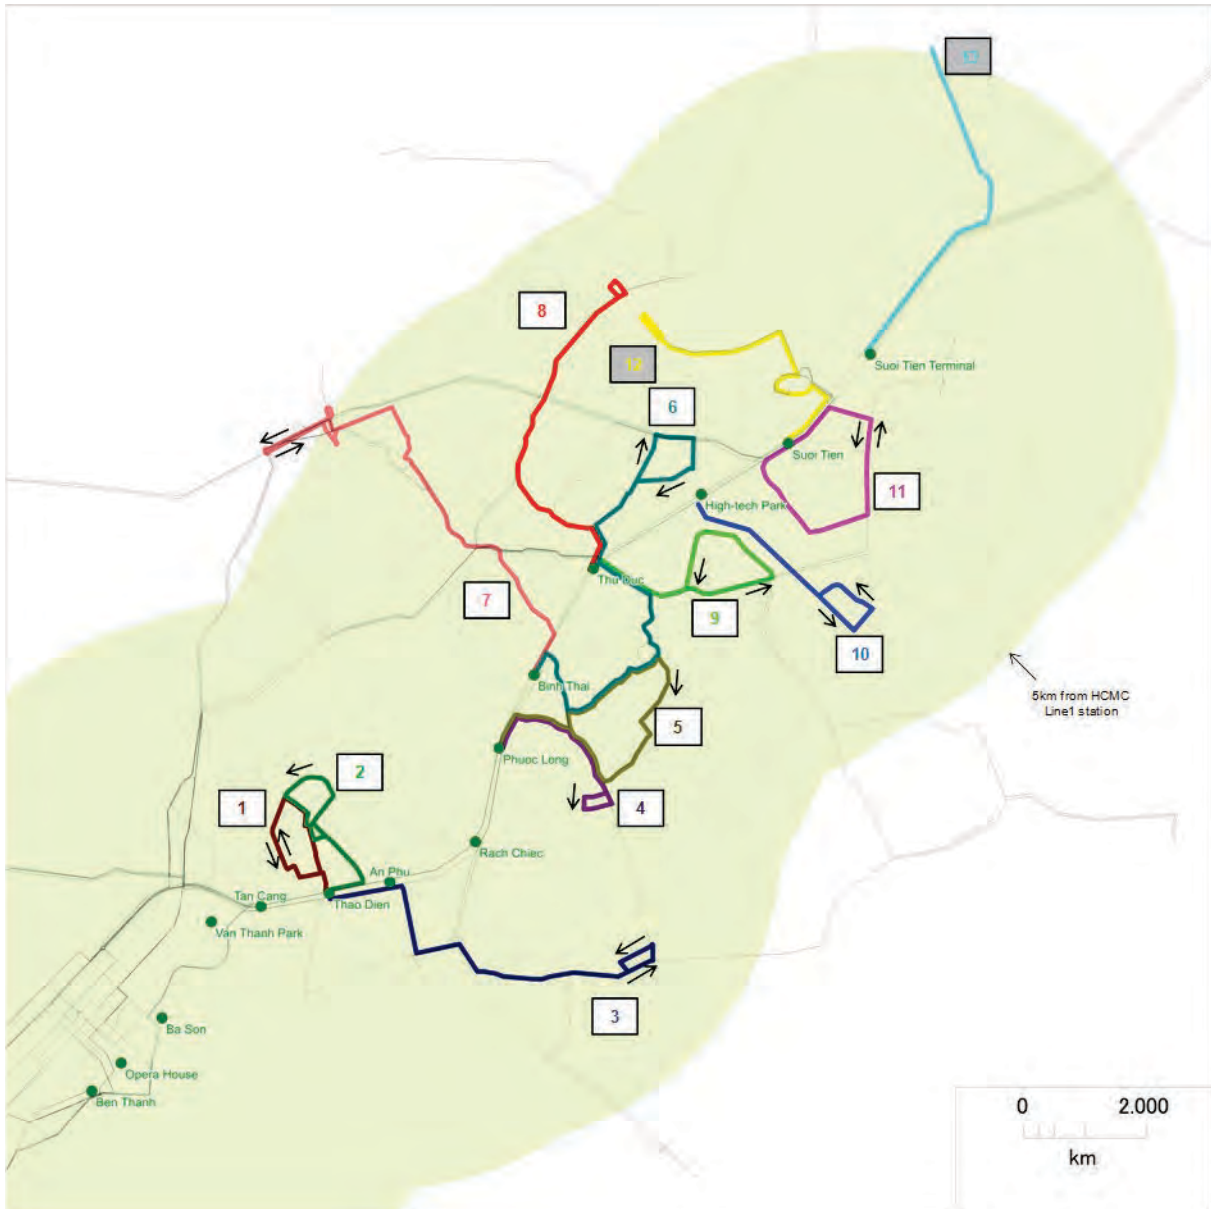 13
8
Suoi Tien Terminal
12
6
Suoi Tien
11
High-tech Park
Thu Duc
7
9
10
Binh Thai
5km from HCMC
Line1 station
5
Phuoc Long
2
1
4
Rach Chiec
An Phu
Tan Cang
Thao Dien
Van Thanh Park
3
Ba Son
Opera House
Ben Thanh
0
2.000
km